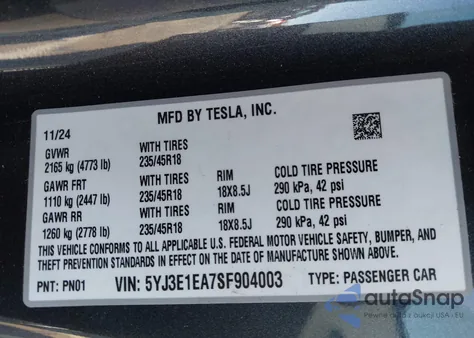 MFD BY TESLA, INC.
11/24
GVWR WITH TIRES
2165 kg (4773 lb) 235/45R18
GAWR FRT WITH TIRES RIM COLD TIRE PRESSURE
1110 kg (2447 lb) 235/45R18 18X8.5J 290 kPa, 42 psi
GAWR RR WITH TIRES RIM COLD TIRE PRESSURE
1260 kg (2778 lb) 235/45R18 18X8.5J 290 kPa, 42 psi
THIS VEHICLE CONFORMS TO ALL APPLICABLE U.S. FEDERAL MOTOR VEHICLE SAFETY, BUMPER, AND
THEFT PREVENTION STANDARDS IN EFFECT ON THE DATE OF MANUFACTURE SHOWN ABOVE.
PNT: PN01 VIN: 5YJ3E1EA7SF904003 TYPE: PASSENGER CAR
autoSnap
Pewne auta z USA - EU